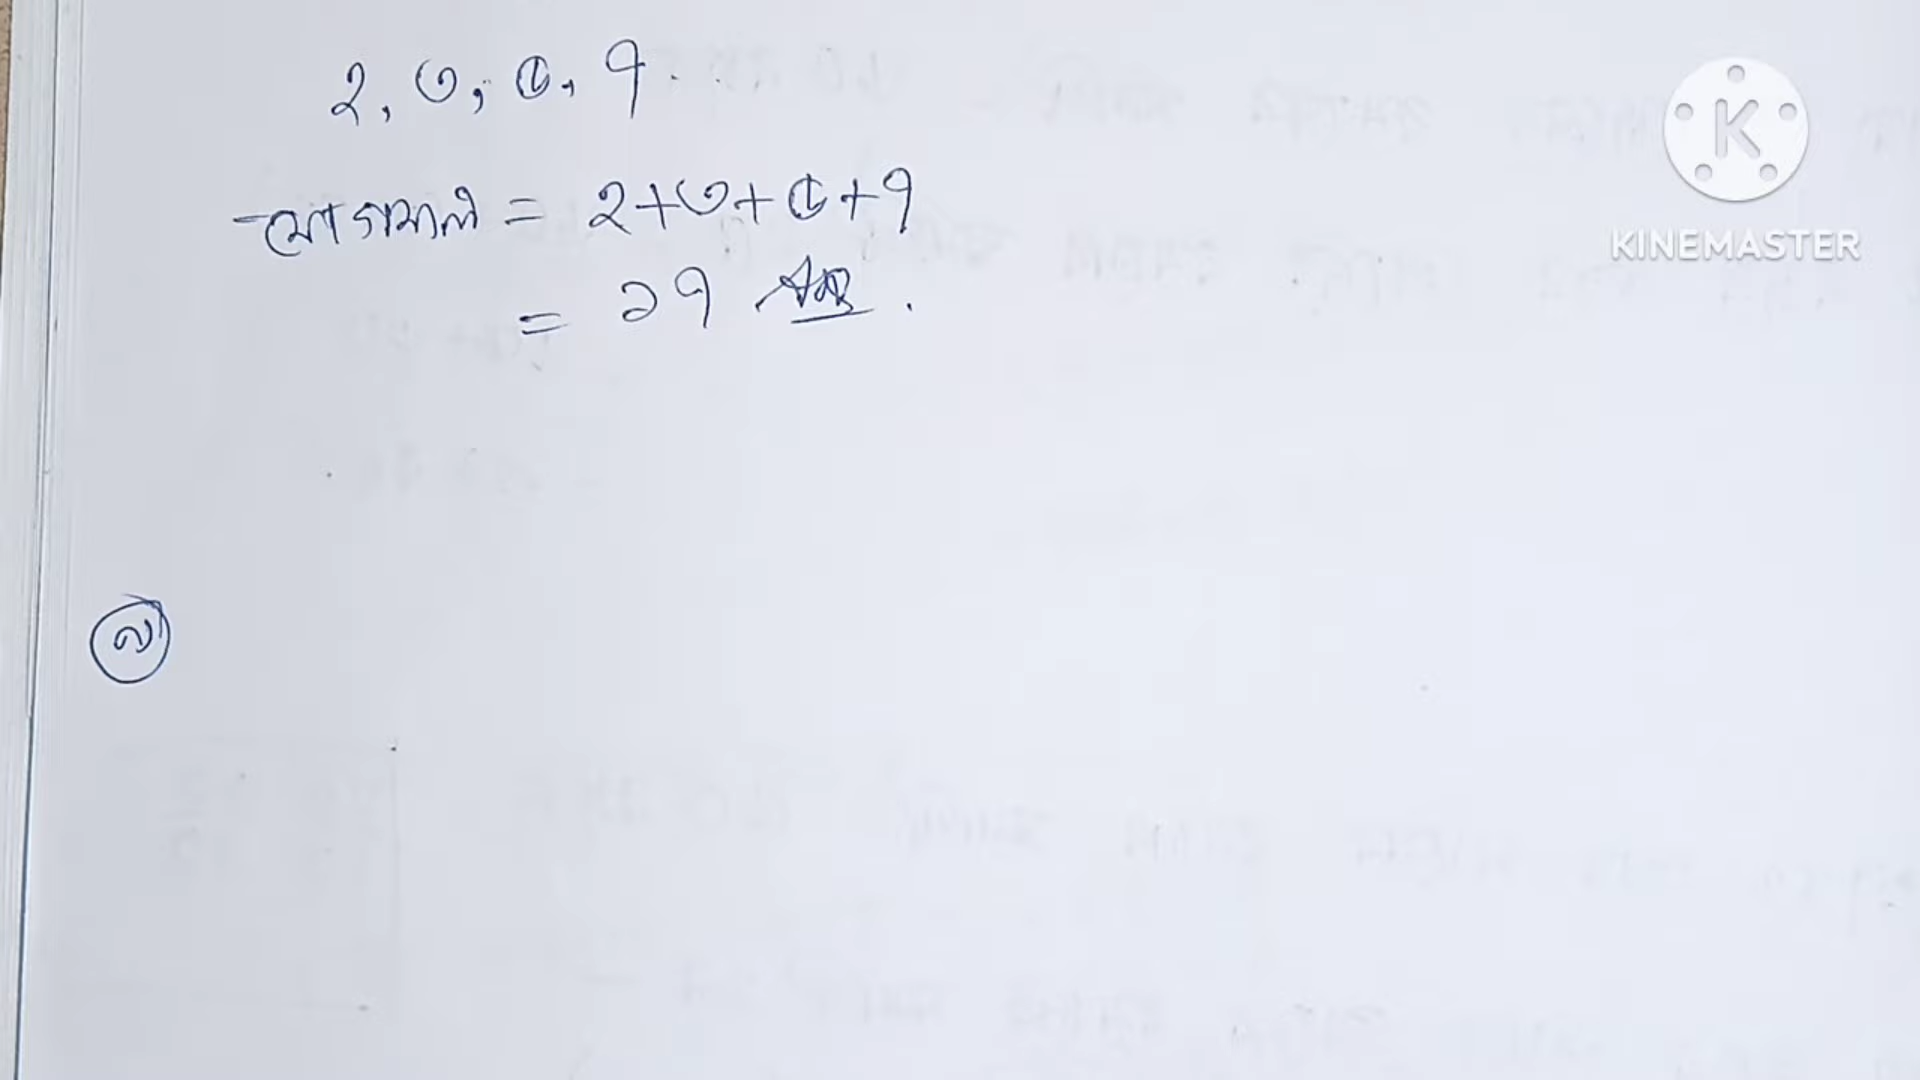 ২, ৩, ৫, ৭.
যোগফল = ২+৩+৫+৭
= ১৭ Ans.
K
KINEMASTER